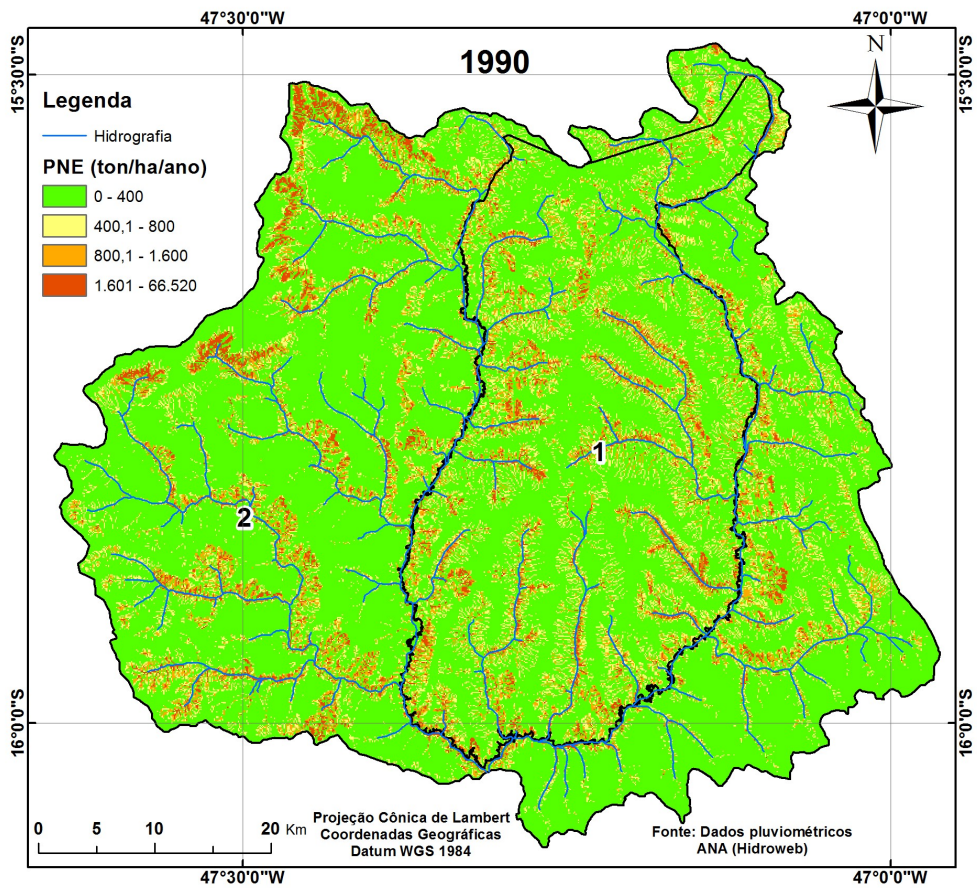 47°30'0"W
47°0'0"W
1990
N
15°30'0"S
15°30'0"S
Legenda
Hidrografia
PNE (ton/ha/ano)
0 - 400
400,1 - 800
800,1 - 1.600
1.601 - 66.520
1
2
16°0'0"S
16°0'0"S
0 5 10 20 Km
Projeção Cônica de Lambert
Coordenadas Geográficas
Datum WGS 1984
Fonte: Dados pluviométricos
ANA (Hidroweb)
47°30'0"W
47°0'0"W